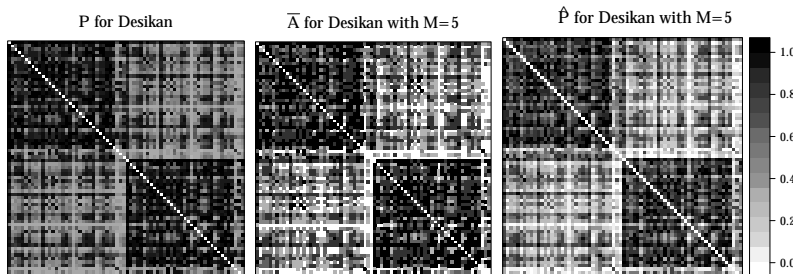 P for Desikan
A̅ for Desikan with M=5
P̂ for Desikan with M=5
1.0
0.8
0.6
0.4
0.2
0.0